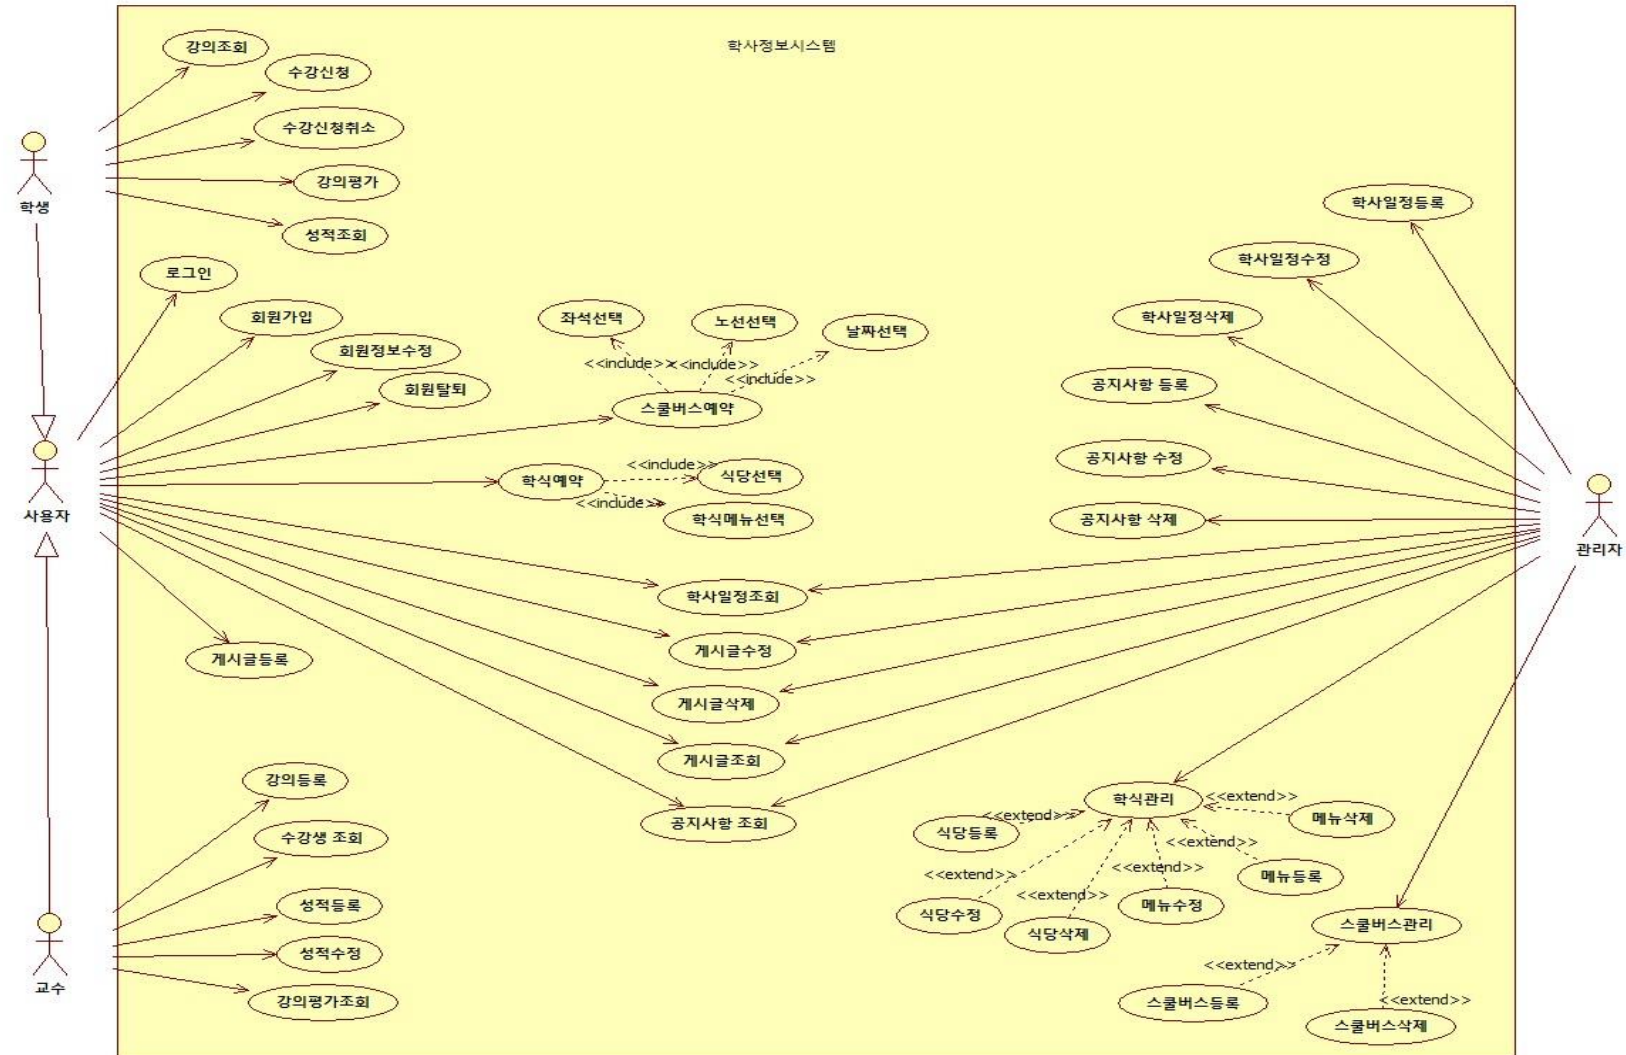 학사정보시스템
강의조회
수강신청
수강신청취소
강의평가
성적조회
학생
로그인
회원가입
회원정보수정
회원탈퇴
좌석선택
노선선택
날짜선택
<<include>>
<<include>>
<<include>>
스쿨버스예약
학식예약
<<include>>
식당선택
<<include>>
학식메뉴선택
사용자
학사일정등록
학사일정수정
학사일정삭제
공지사항 등록
공지사항 수정
공지사항 삭제
관리자
학사일정조회
게시글수정
게시글등록
게시글삭제
게시글조회
공지사항 조회
강의등록
수강생 조회
성적등록
성적수정
강의평가조회
교수
학식관리
<<extend>>
<<extend>>
식당등록
메뉴삭제
<<extend>>
<<extend>>
<<extend>>
<<extend>>
메뉴등록
식당수정
식당삭제
메뉴수정
스쿨버스관리
<<extend>>
스쿨버스등록
<<extend>>
스쿨버스삭제